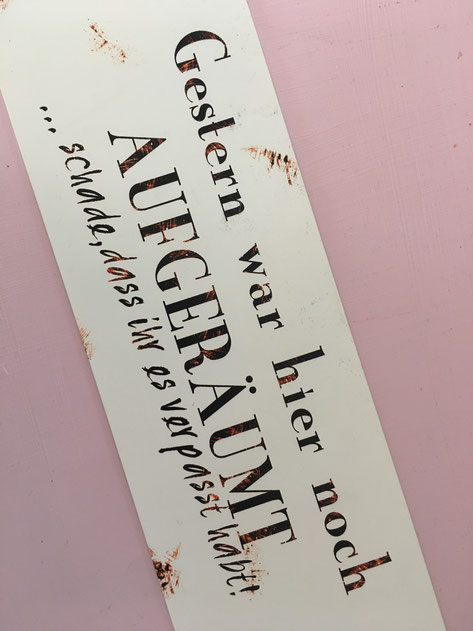 Gestern war hier noch
AUFGERÄUMT
... schade, dass ihr es verpasst habt!